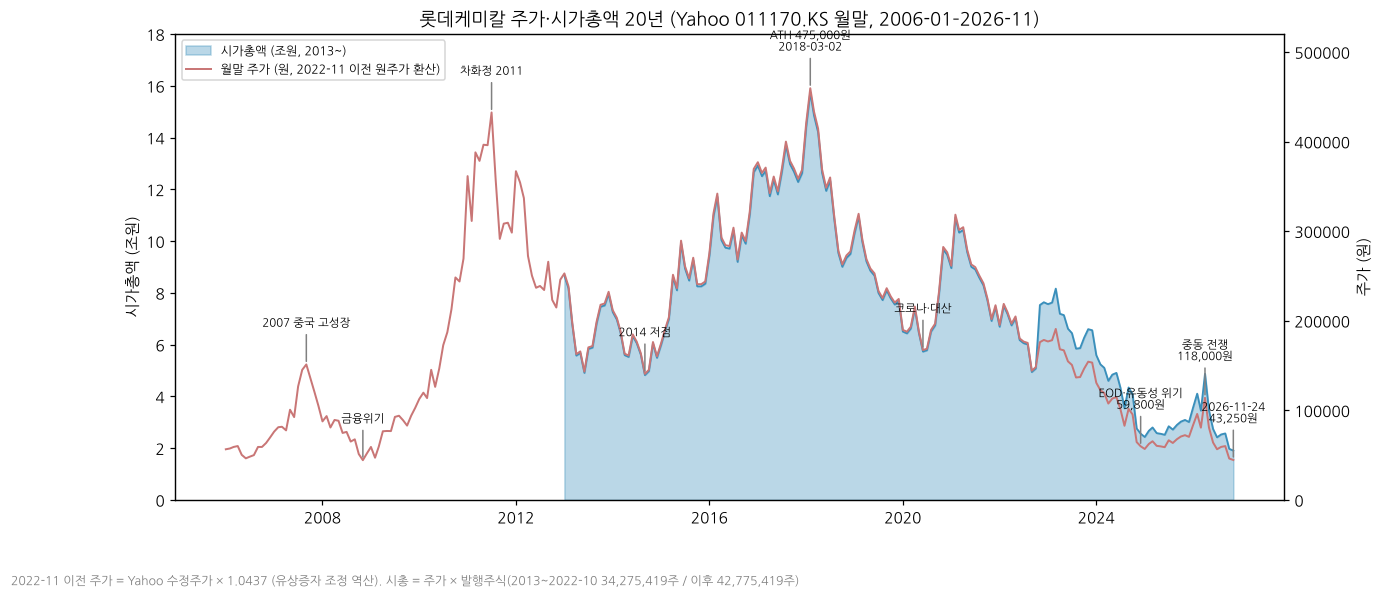 롯데케미칼 주가·시가총액 20년 (Yahoo 011170.KS 월말, 2006-01–2026-11)
시가총액 (조원, 2013~)
월말 주가 (원, 2022-11 이전 원주가 환산)
시가총액 (조원)
18
16
14
12
10
8
6
4
2
0
주가 (원)
500000
400000
300000
200000
100000
0
2008
2012
2016
2020
2024
2007 중국 고성장
금융위기
차화정 2011
2014 저점
ATH 475,000원
2018-03-02
코로나·대산
EOD·유동성 위기
59,800원
중동 전쟁
118,000원
2026-11-24
43,250원
2022-11 이전 주가 = Yahoo 수정주가 × 1.0437 (유상증자 조정 역산). 시총 = 주가 × 발행주식(2013~2022-10 34,275,419주 / 이후 42,775,419주)